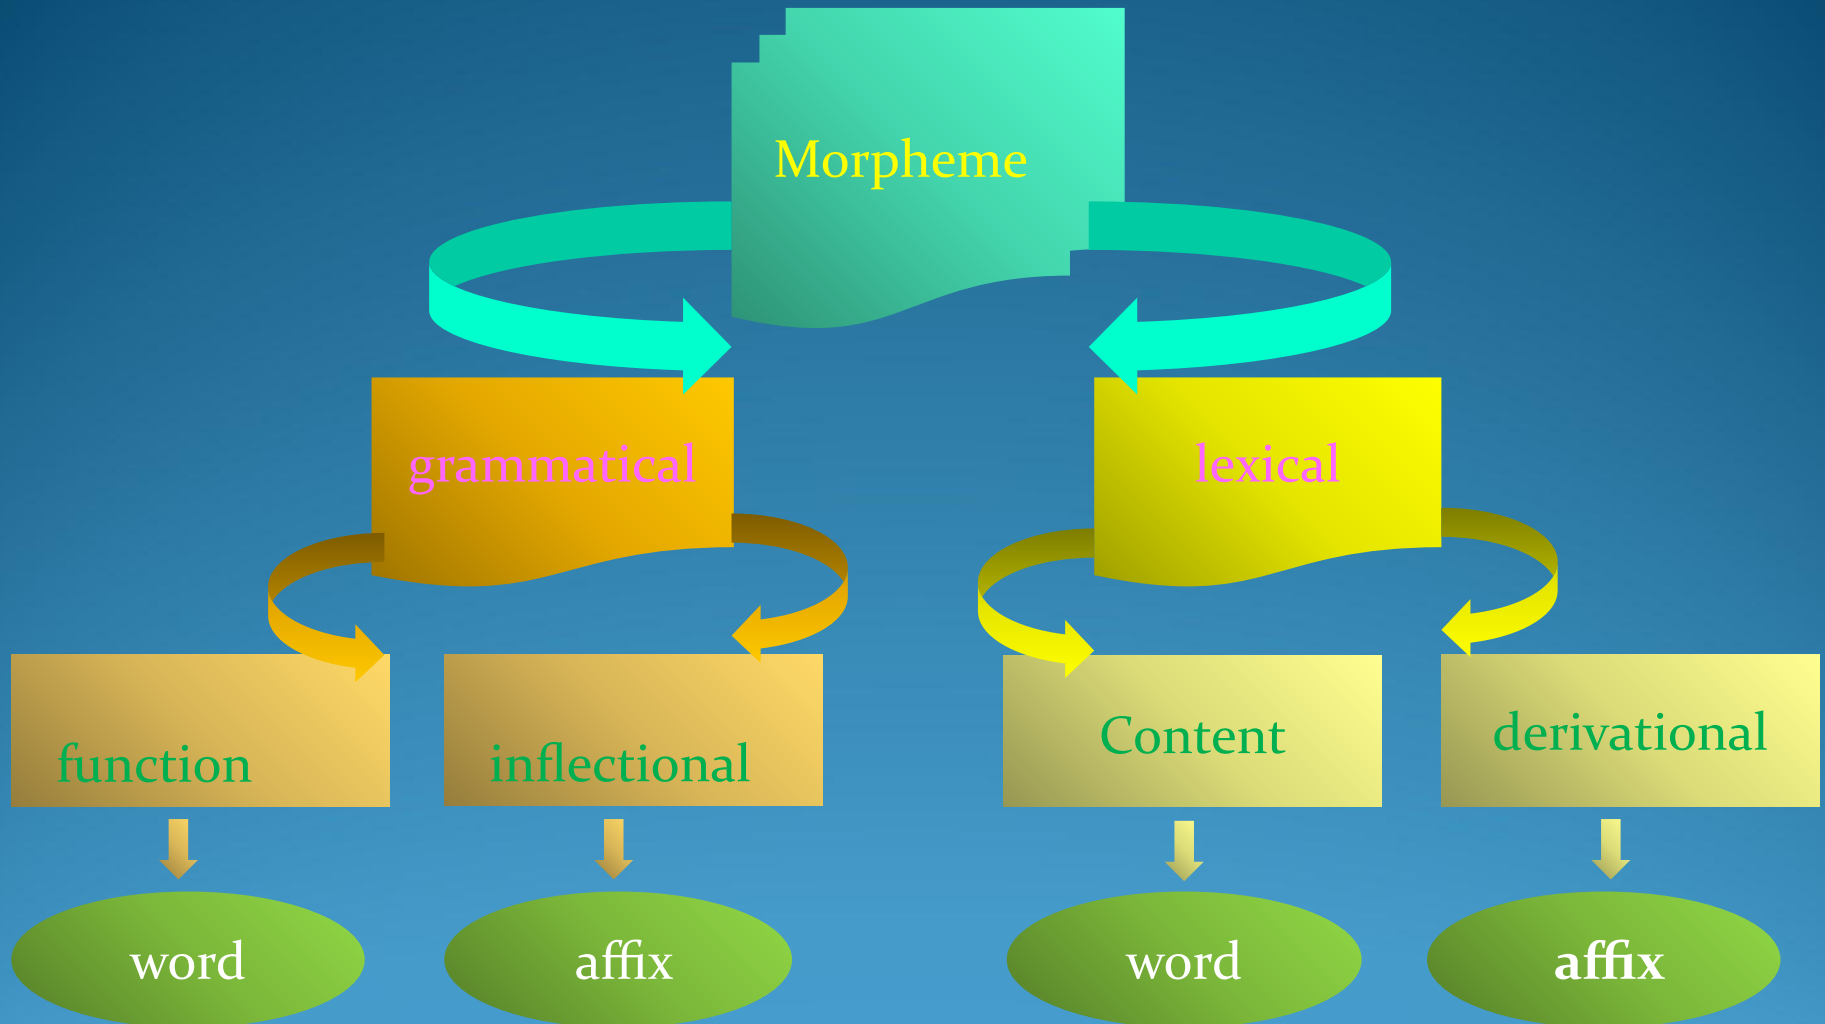 Morpheme
grammatical
lexical
function
inflectional
Content
derivational
word
affix
word
affix